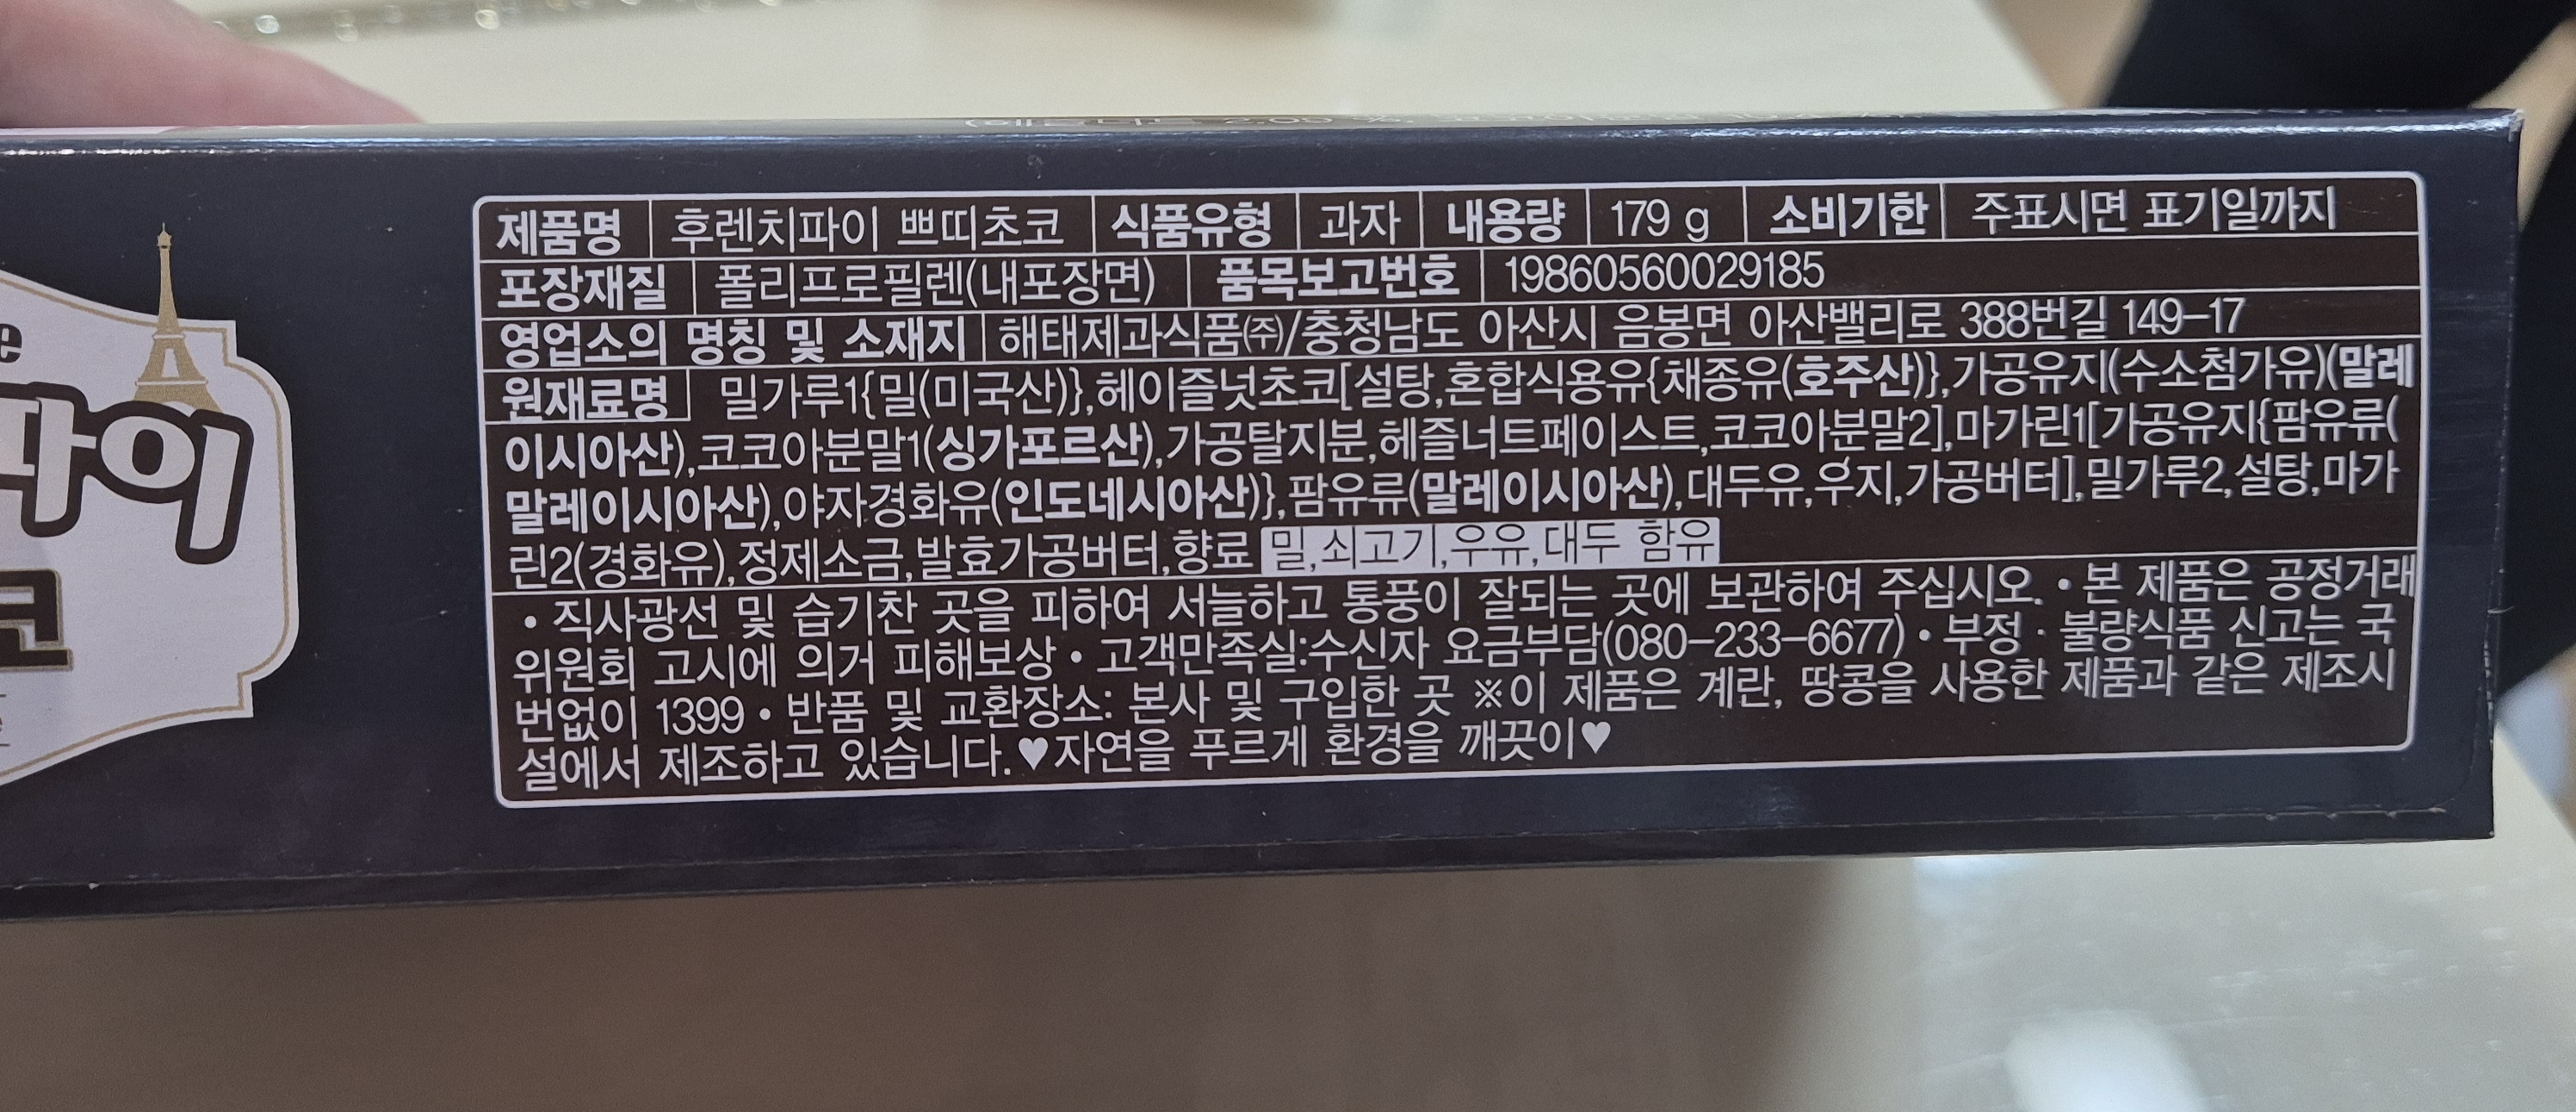 e
파이
코
제품명 후렌치파이 쁘띠초코 식품유형 과자 내용량 179 g 소비기한 주표시면 표기일까지
포장재질 폴리프로필렌(내포장면) 품목보고번호 19860560029185
영업소의 명칭 및 소재지 해태제과식품㈜/충청남도 아산시 음봉면 아산밸리로 388번길 149-17
원재료명 밀가루1{밀(미국산)},헤이즐넛초코[설탕,혼합식용유{채종유(호주산)},가공유지(수소첨가유)(말레
이시아산),코코아분말1(싱가포르산),가공탈지분,헤즐너트페이스트,코코아분말2],마가린1[가공유지{팜유류(
말레이시아산),야자경화유(인도네시아산)},팜유류(말레이시아산),대두유,우지,가공버터],밀가루2,설탕,마가
린2(경화유),정제소금,발효가공버터,향료 밀,쇠고기,우유,대두 함유
• 직사광선 및 습기찬 곳을 피하여 서늘하고 통풍이 잘되는 곳에 보관하여 주십시오. • 본 제품은 공정거래
위원회 고시에 의거 피해보상 • 고객만족실:수신자 요금부담(080-233-6677) • 부정 · 불량식품 신고는 국
번없이 1399 • 반품 및 교환장소: 본사 및 구입한 곳 ※이 제품은 계란, 땅콩을 사용한 제품과 같은 제조시
설에서 제조하고 있습니다. ♥자연을 푸르게 환경을 깨끗이♥